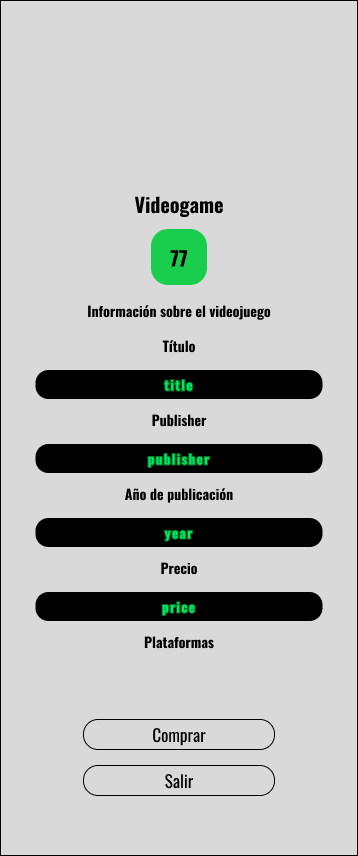 Videogame
77
Información sobre el videojuego
Título
title
Publisher
publisher
Año de publicación
year
Precio
price
Plataformas
Comprar
Salir